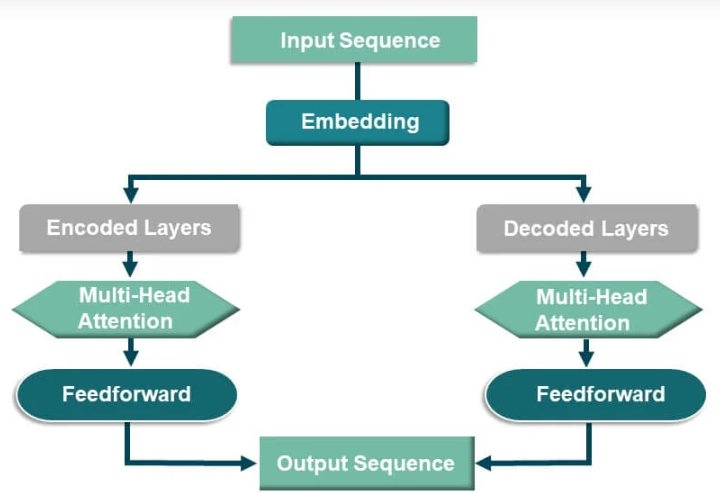 Input Sequence
Embedding
Encoded Layers
Decoded Layers
Multi-Head
Attention
Multi-Head
Attention
Feedforward
Feedforward
Output Sequence